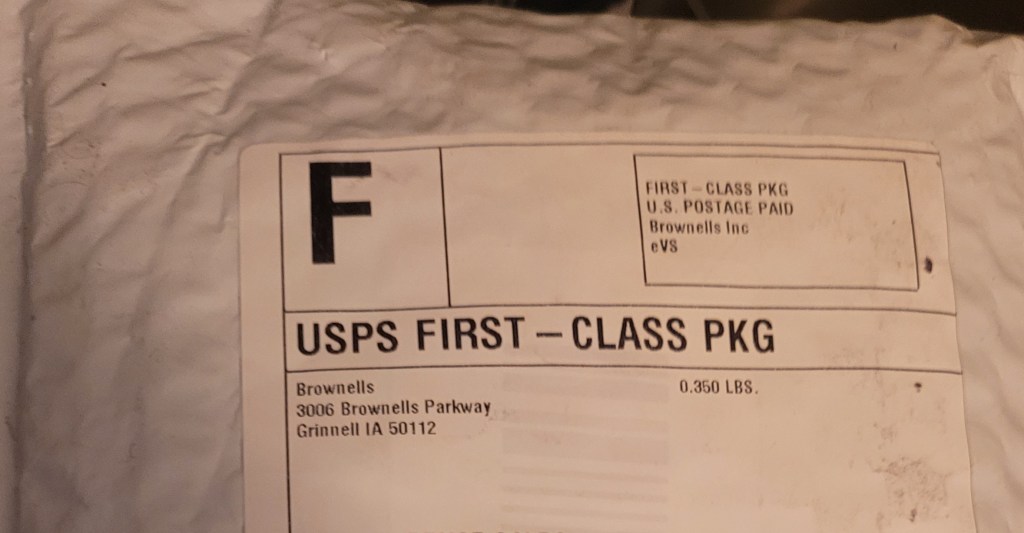 F
FIRST – CLASS PKG
U.S. POSTAGE PAID
Brownells Inc
eVS
USPS FIRST – CLASS PKG
Brownells
0.350 LBS.
3006 Brownells Parkway
Grinnell IA 50112